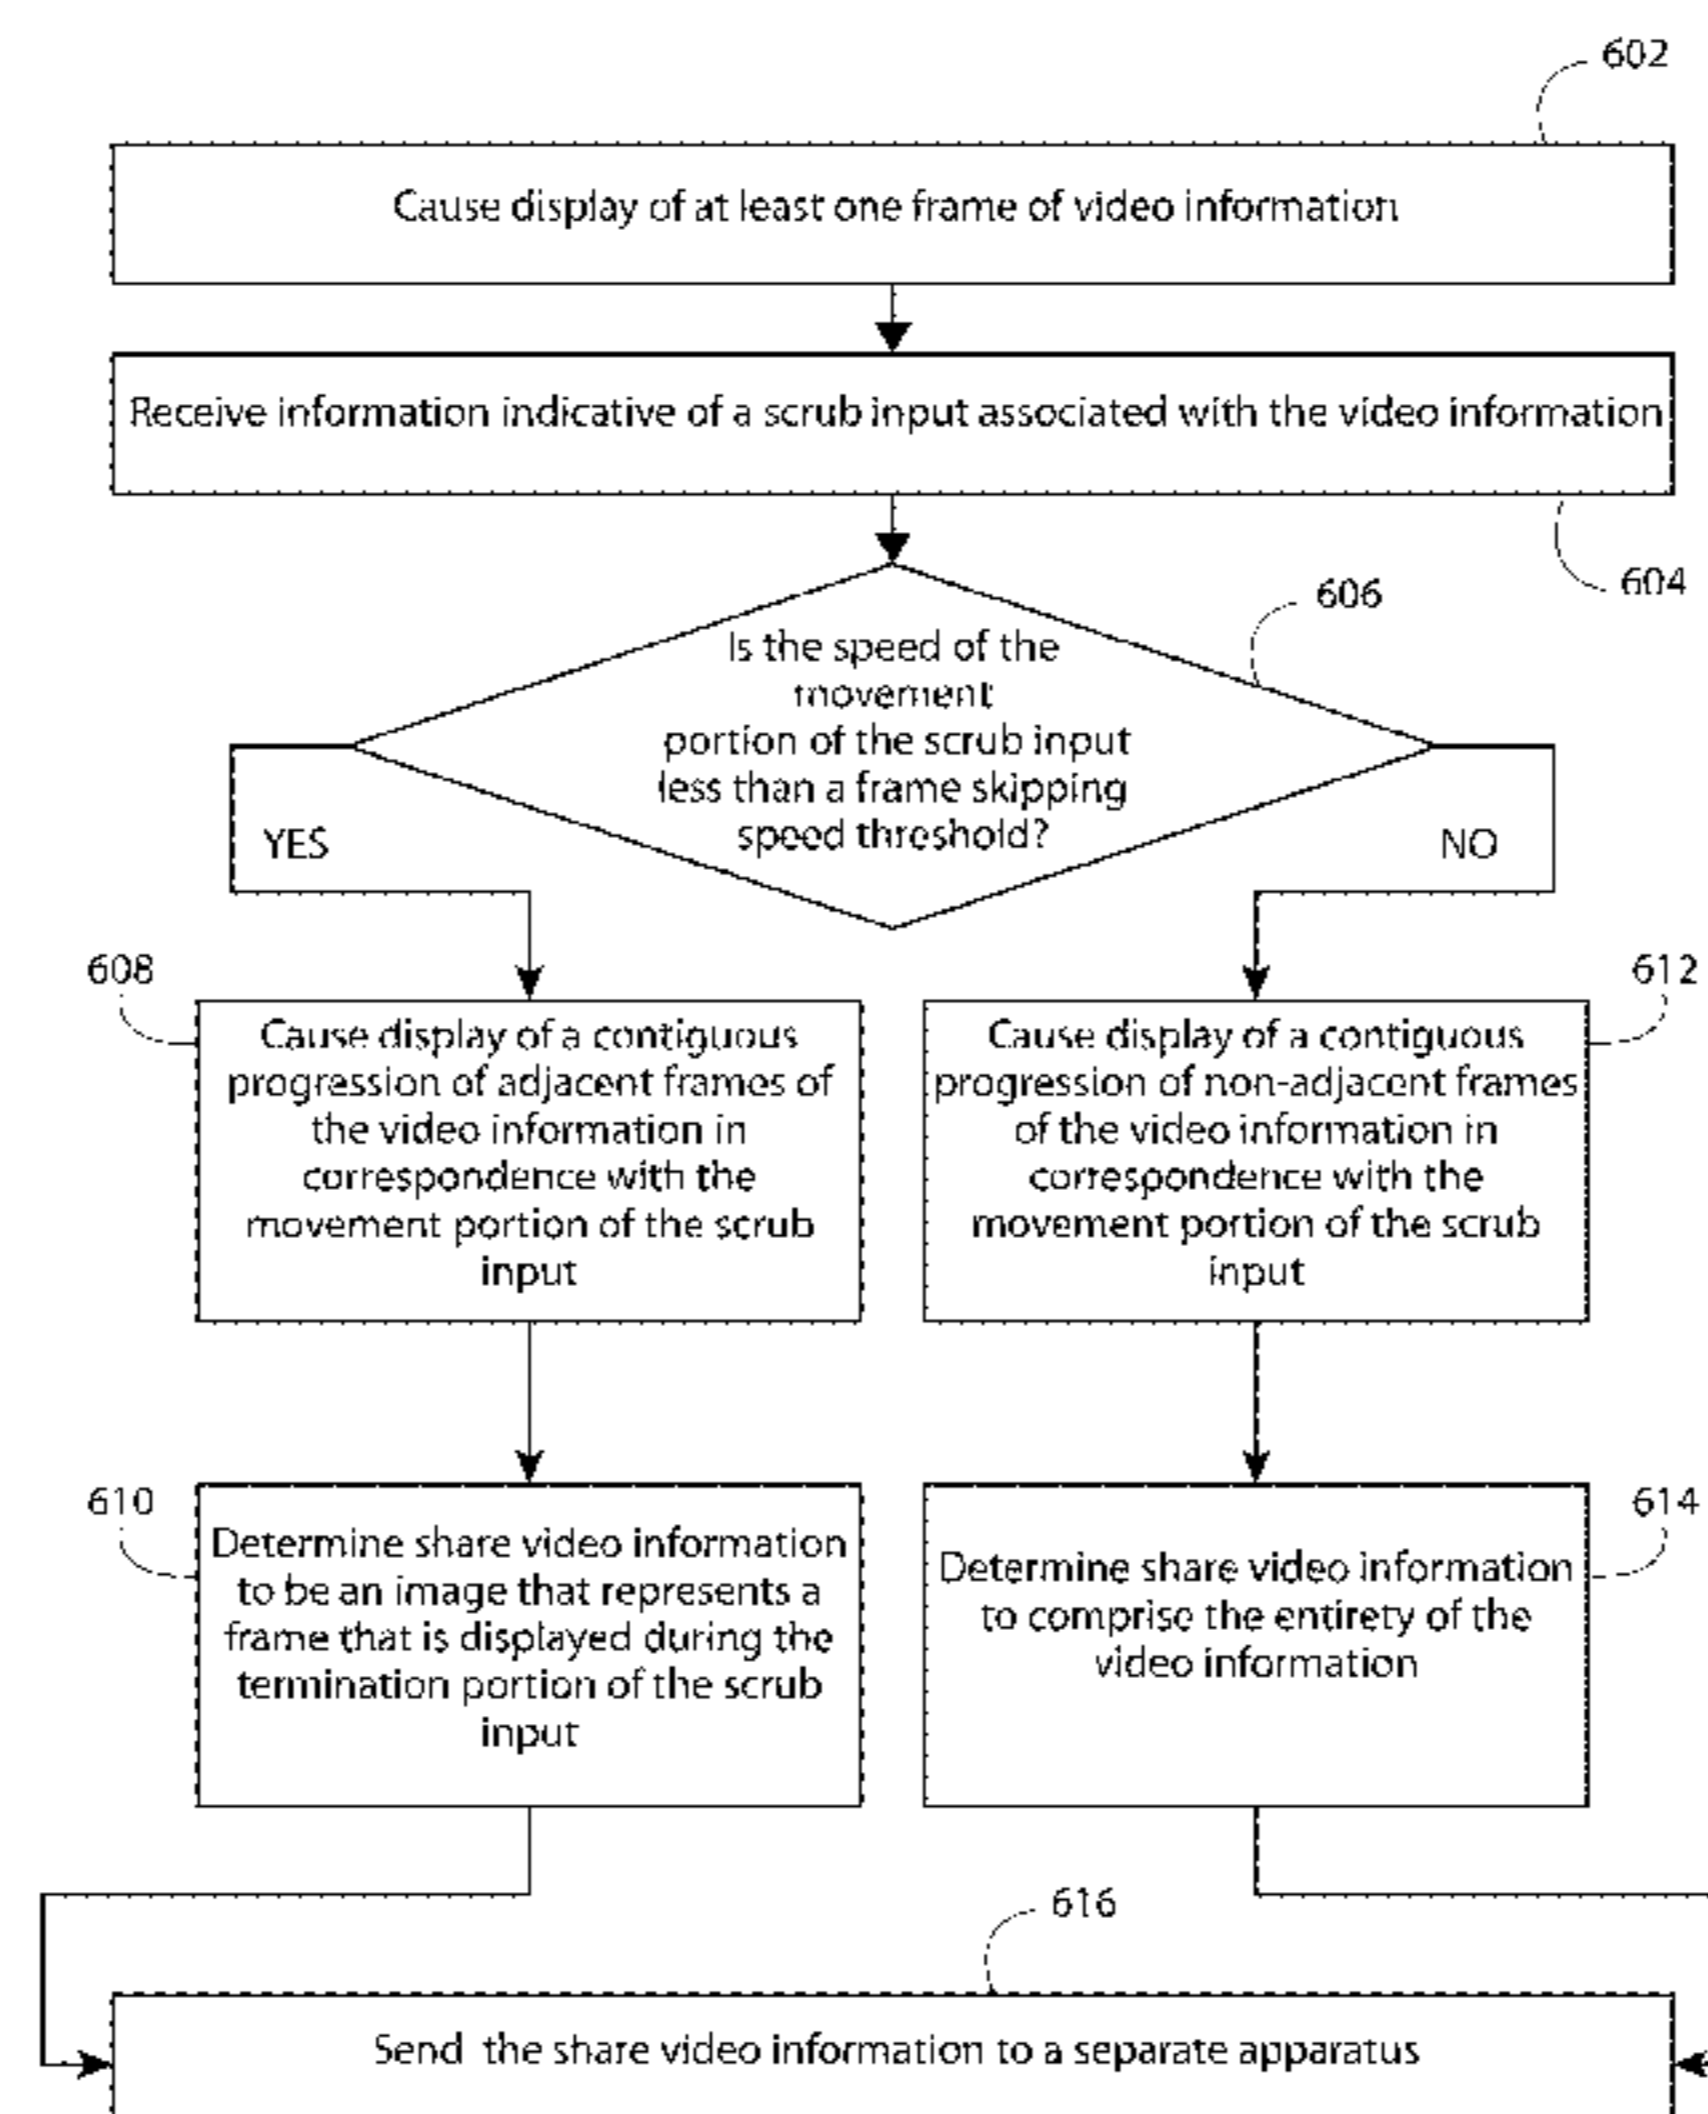 602
Cause display of at least one frame of video information
Receive information indicative of a scrub input associated with the video information
604
606
Is the speed of the
movement
portion of the scrub input
less than a frame skipping
speed threshold?
YES
NO
608
Cause display of a contiguous
progression of adjacent frames of
the video information in
correspondence with the
movement portion of the scrub
input
612
Cause display of a contiguous
progression of non-adjacent frames
of the video information in
correspondence with the
movement portion of the scrub
input
610
Determine share video information
to be an image that represents a
frame that is displayed during the
termination portion of the scrub
input
614
Determine share video information
to comprise the entirety of the
video information
616
Send the share video information to a separate apparatus